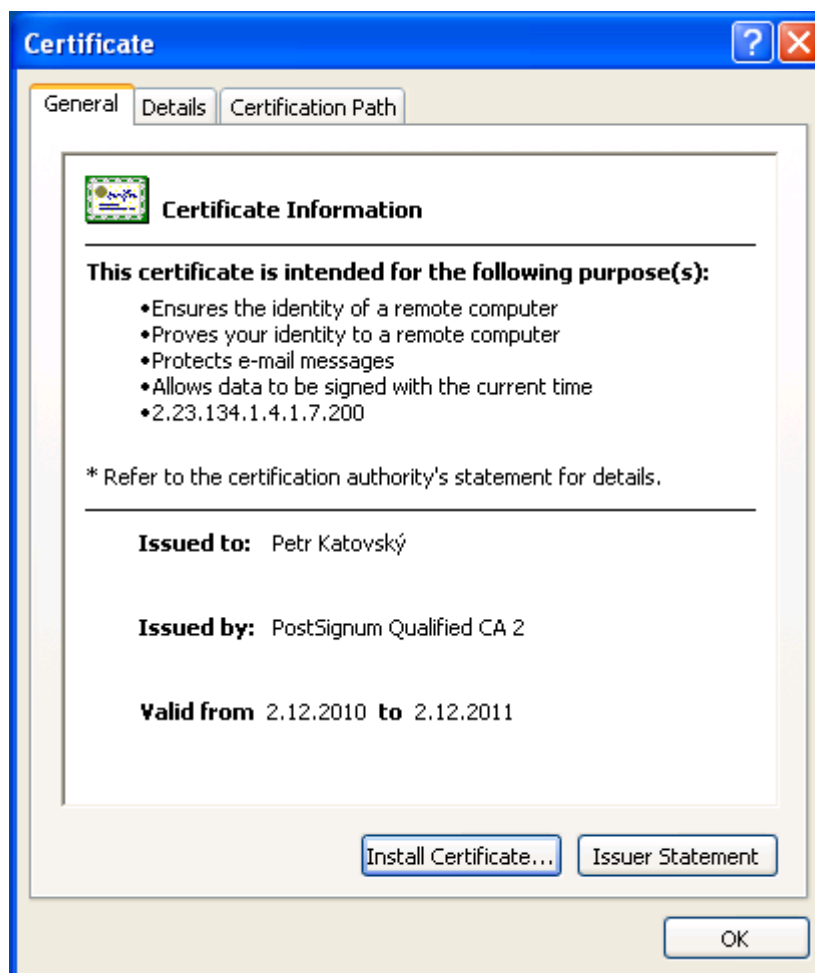 Certificate
General Details Certification Path
Certificate Information
This certificate is intended for the following purpose(s):
•Ensures the identity of a remote computer
•Proves your identity to a remote computer
•Protects e-mail messages
•Allows data to be signed with the current time
•2.23.134.1.4.1.7.200
* Refer to the certification authority's statement for details.
Issued to: Petr Katovský
Issued by: PostSignum Qualified CA 2
Valid from 2.12.2010 to 2.12.2011
Install Certificate... Issuer Statement
OK